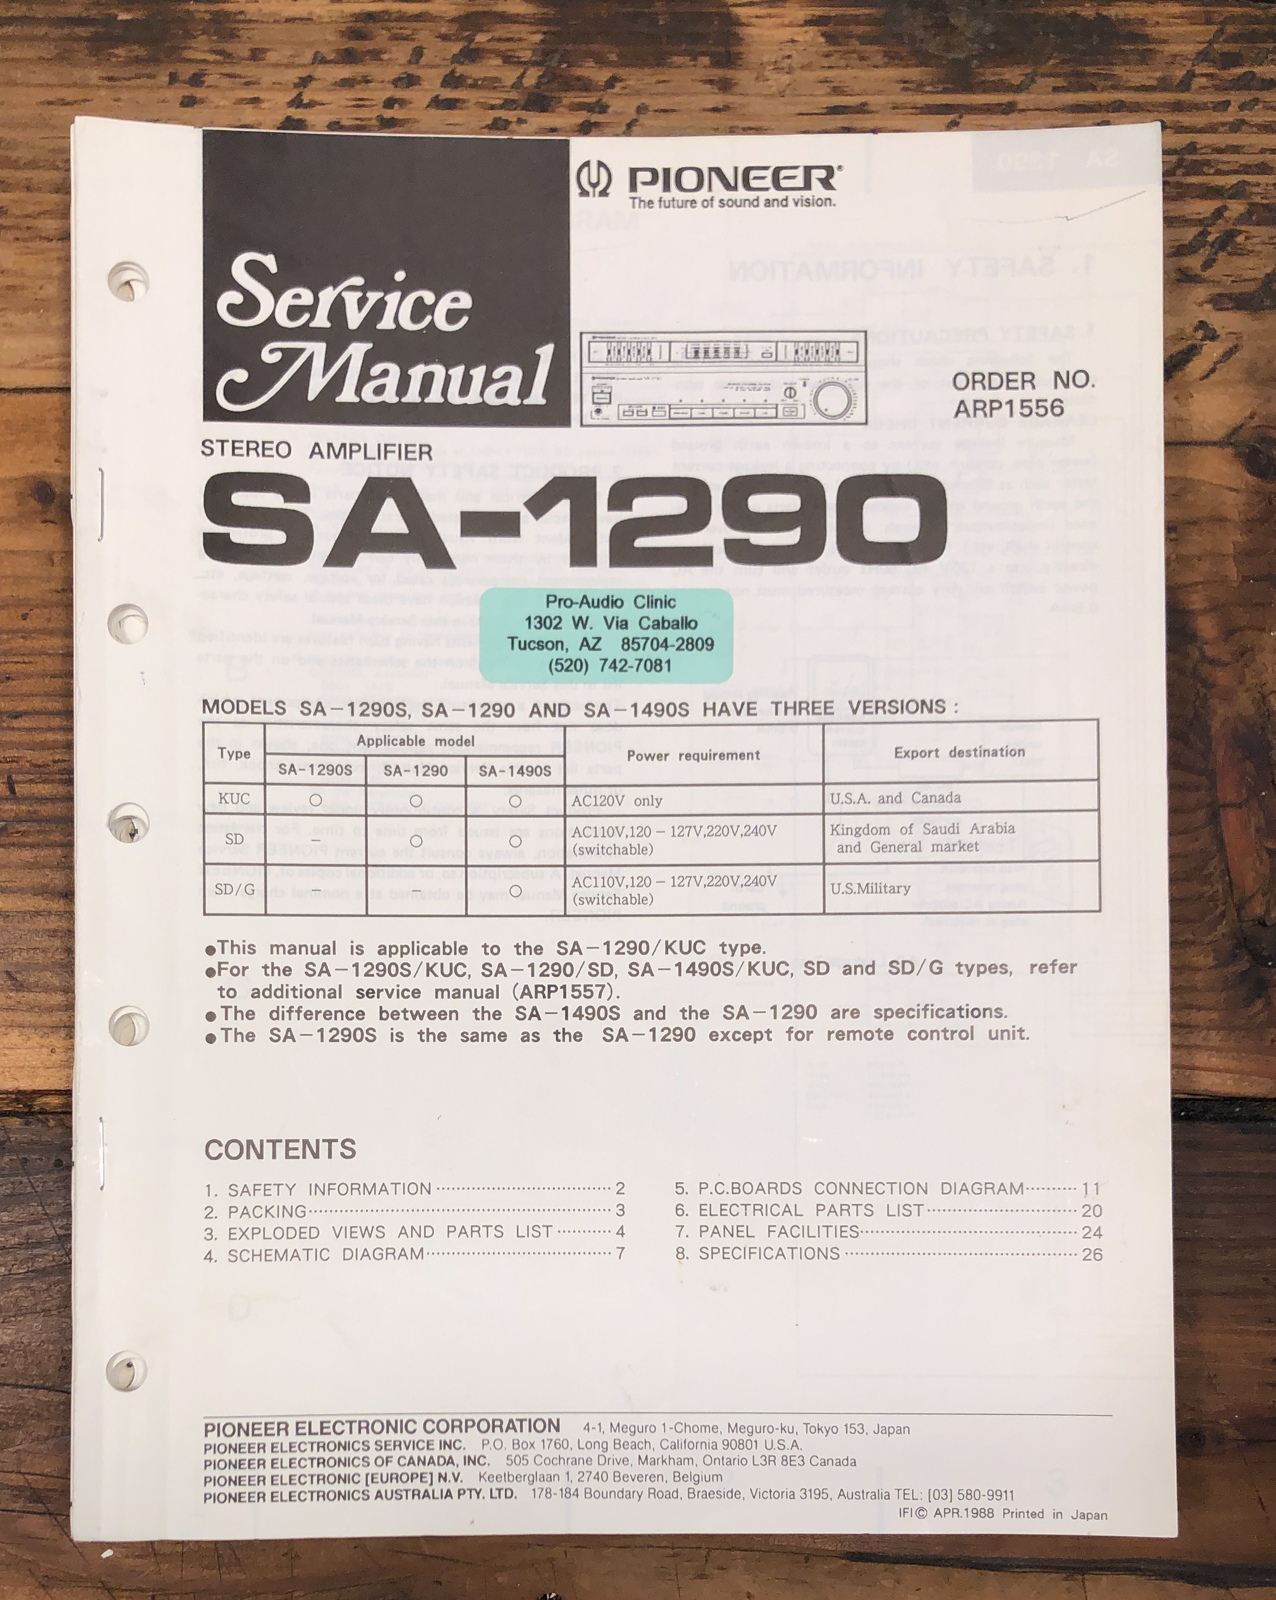 PIONEER®
The future of sound and vision.
Service
Manual
ORDER NO.
ARP1556
STEREO AMPLIFIER
SA-1290
Pro-Audio Clinic
1302 W. Via Caballo
Tucson, AZ 85704-2809
(520) 742-7081
MODELS SA-1290S, SA-1290 AND SA-1490S HAVE THREE VERSIONS :
Type Applicable model Power requirement Export destination
SA-1290S SA-1290 SA-1490S
KUC ○ ○ ○ AC120V only U.S.A. and Canada
SD – ○ ○ AC110V,120-127V,220V,240V (switchable) Kingdom of Saudi Arabia and General market
SD/G – – ○ AC110V,120-127V,220V,240V (switchable) U.S.Military
●This manual is applicable to the SA-1290/KUC type.
●For the SA-1290S/KUC, SA-1290/SD, SA-1490S/KUC, SD and SD/G types, refer
to additional service manual (ARP1557).
●The difference between the SA-1490S and the SA-1290 are specifications.
●The SA-1290S is the same as the SA-1290 except for remote control unit.
CONTENTS
1. SAFETY INFORMATION 2
2. PACKING 3
3. EXPLODED VIEWS AND PARTS LIST 4
4. SCHEMATIC DIAGRAM 7
5. P.C.BOARDS CONNECTION DIAGRAM 11
6. ELECTRICAL PARTS LIST 20
7. PANEL FACILITIES 24
8. SPECIFICATIONS 26
PIONEER ELECTRONIC CORPORATION 4-1, Meguro 1-Chome, Meguro-ku, Tokyo 153, Japan
PIONEER ELECTRONICS SERVICE INC. P.O. Box 1760, Long Beach, California 90801 U.S.A.
PIONEER ELECTRONICS OF CANADA, INC. 505 Cochrane Drive, Markham, Ontario L3R 8E3 Canada
PIONEER ELECTRONIC [EUROPE] N.V. Keetberglaan 1, 2740 Beveren, Belgium
PIONEER ELECTRONICS AUSTRALIA PTY. LTD. 178-184 Boundary Road, Braeside, Victoria 3195, Australia TEL: [03] 580-9911
IFI© APR.1988 Printed in Japan